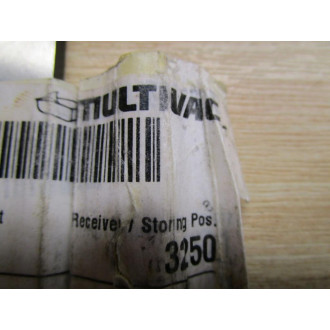 MULTIVAC
t Receiver / Storing Pos.
3250